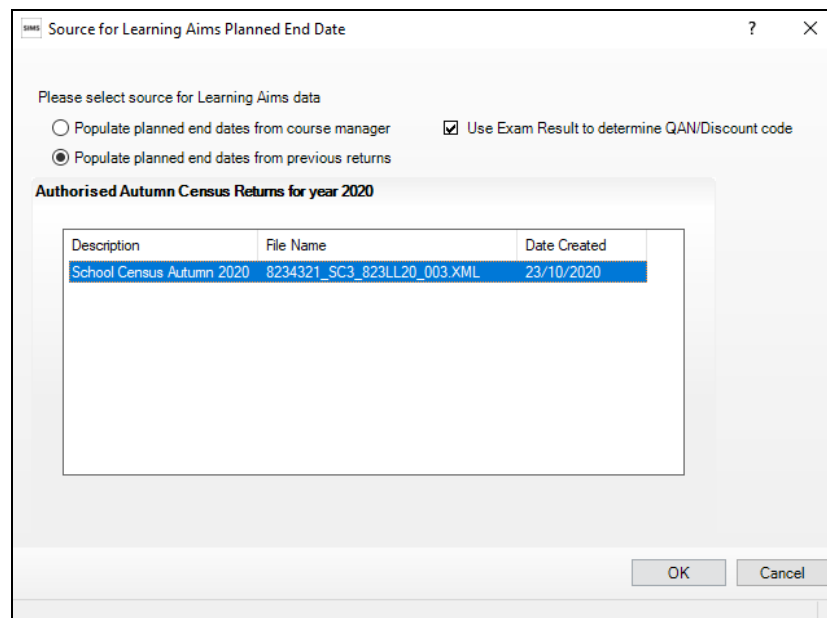 SIMS Source for Learning Aims Planned End Date ?
Please select source for Learning Aims data
Populate planned end dates from course manager Use Exam Result to determine QAN/Discount code
Populate planned end dates from previous returns
Authorised Autumn Census Returns for year 2020
Description File Name Date Created
School Census Autumn 2020 8234321_SC3_823LL20_003.XML 23/10/2020
OK Cancel